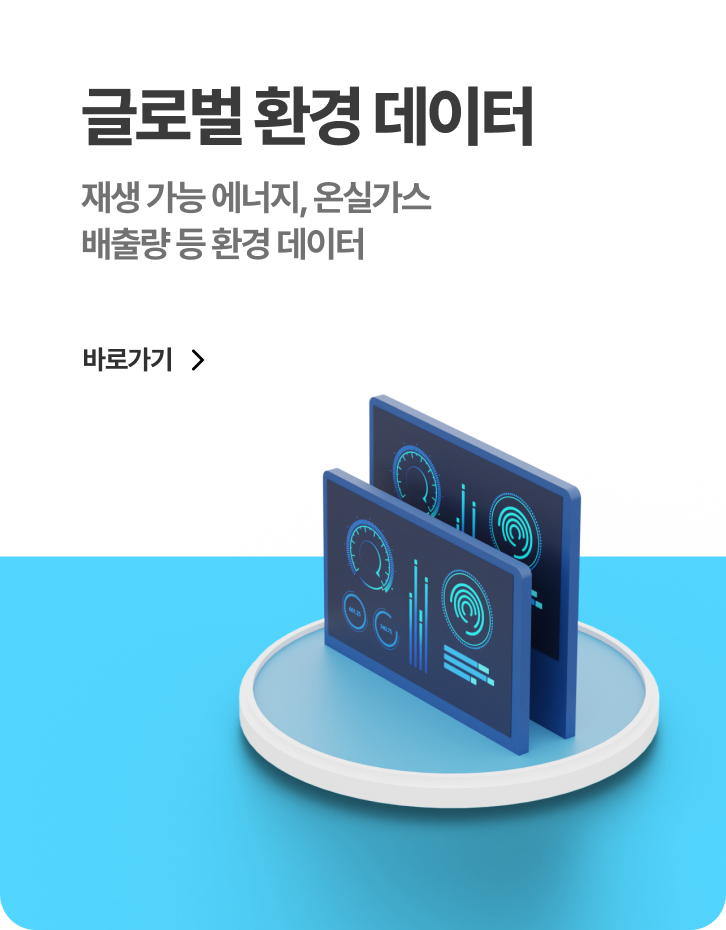 글로벌 환경 데이터
재생 가능 에너지, 온실가스
배출량 등 환경 데이터
바로가기